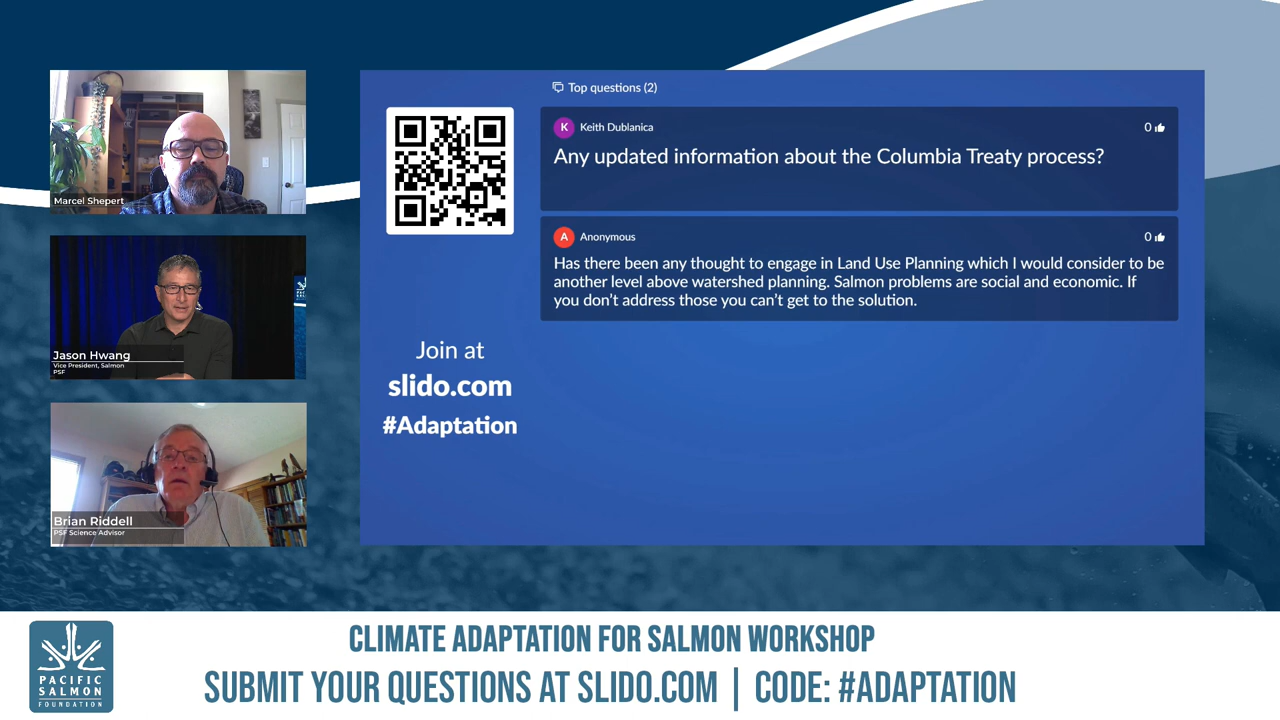 Marcel Shepert
Jason Hwang
Vice President, Salmon
PSF
Brian Riddell
PSF Science Advisor
Top questions (2)
K Keith Dublanica 0
Any updated information about the Columbia Treaty process?
A Anonymous 0
Has there been any thought to engage in Land Use Planning which I would consider to be
another level above watershed planning. Salmon problems are social and economic. If
you don’t address those you can’t get to the solution.
Join at
slido.com
#Adaptation
PACIFIC
SALMON
FOUNDATION
CLIMATE ADAPTATION FOR SALMON WORKSHOP
SUBMIT YOUR QUESTIONS AT SLIDO.COM | CODE: #ADAPTATION